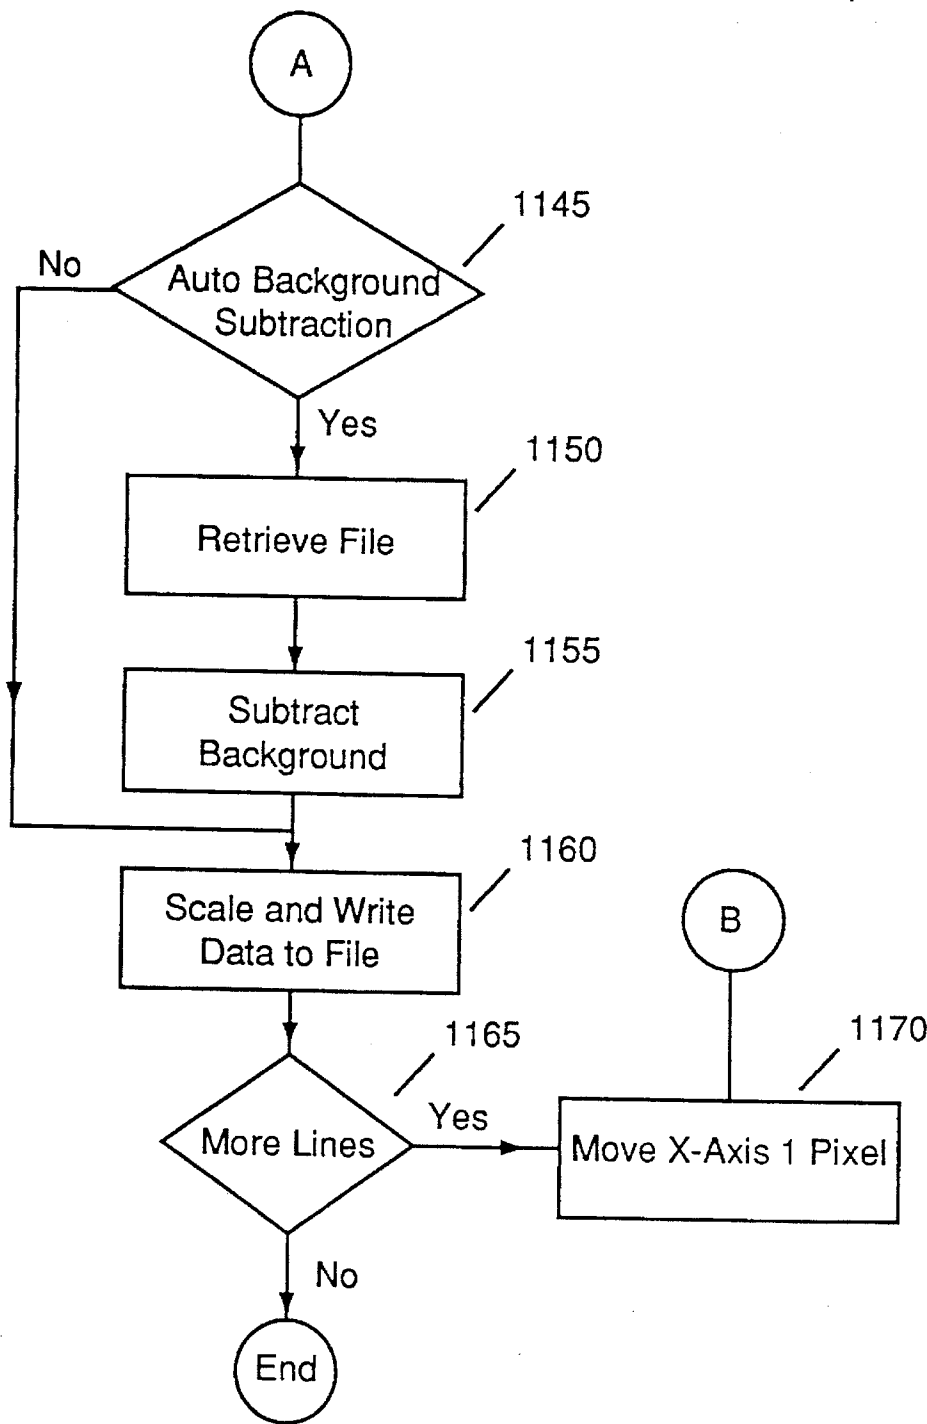 A
1145
No
Auto Background
Subtraction
Yes
1150
Retrieve File
1155
Subtract
Background
1160
Scale and Write
Data to File
B
1165
1170
Yes
More Lines
Move X-Axis 1 Pixel
No
End